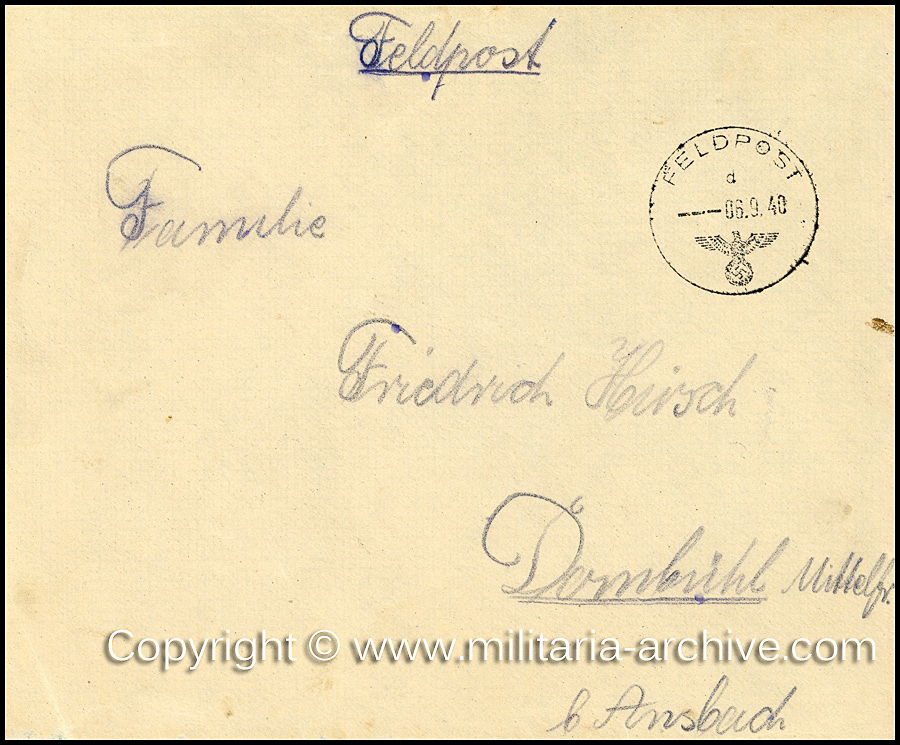 Feldpost
FELDPOST
d
-06.9.40
Familie
Friedrich Hirsch
Dombühl Mittelfr.
Copyright © www.militaria-archive.com
b Ansbach